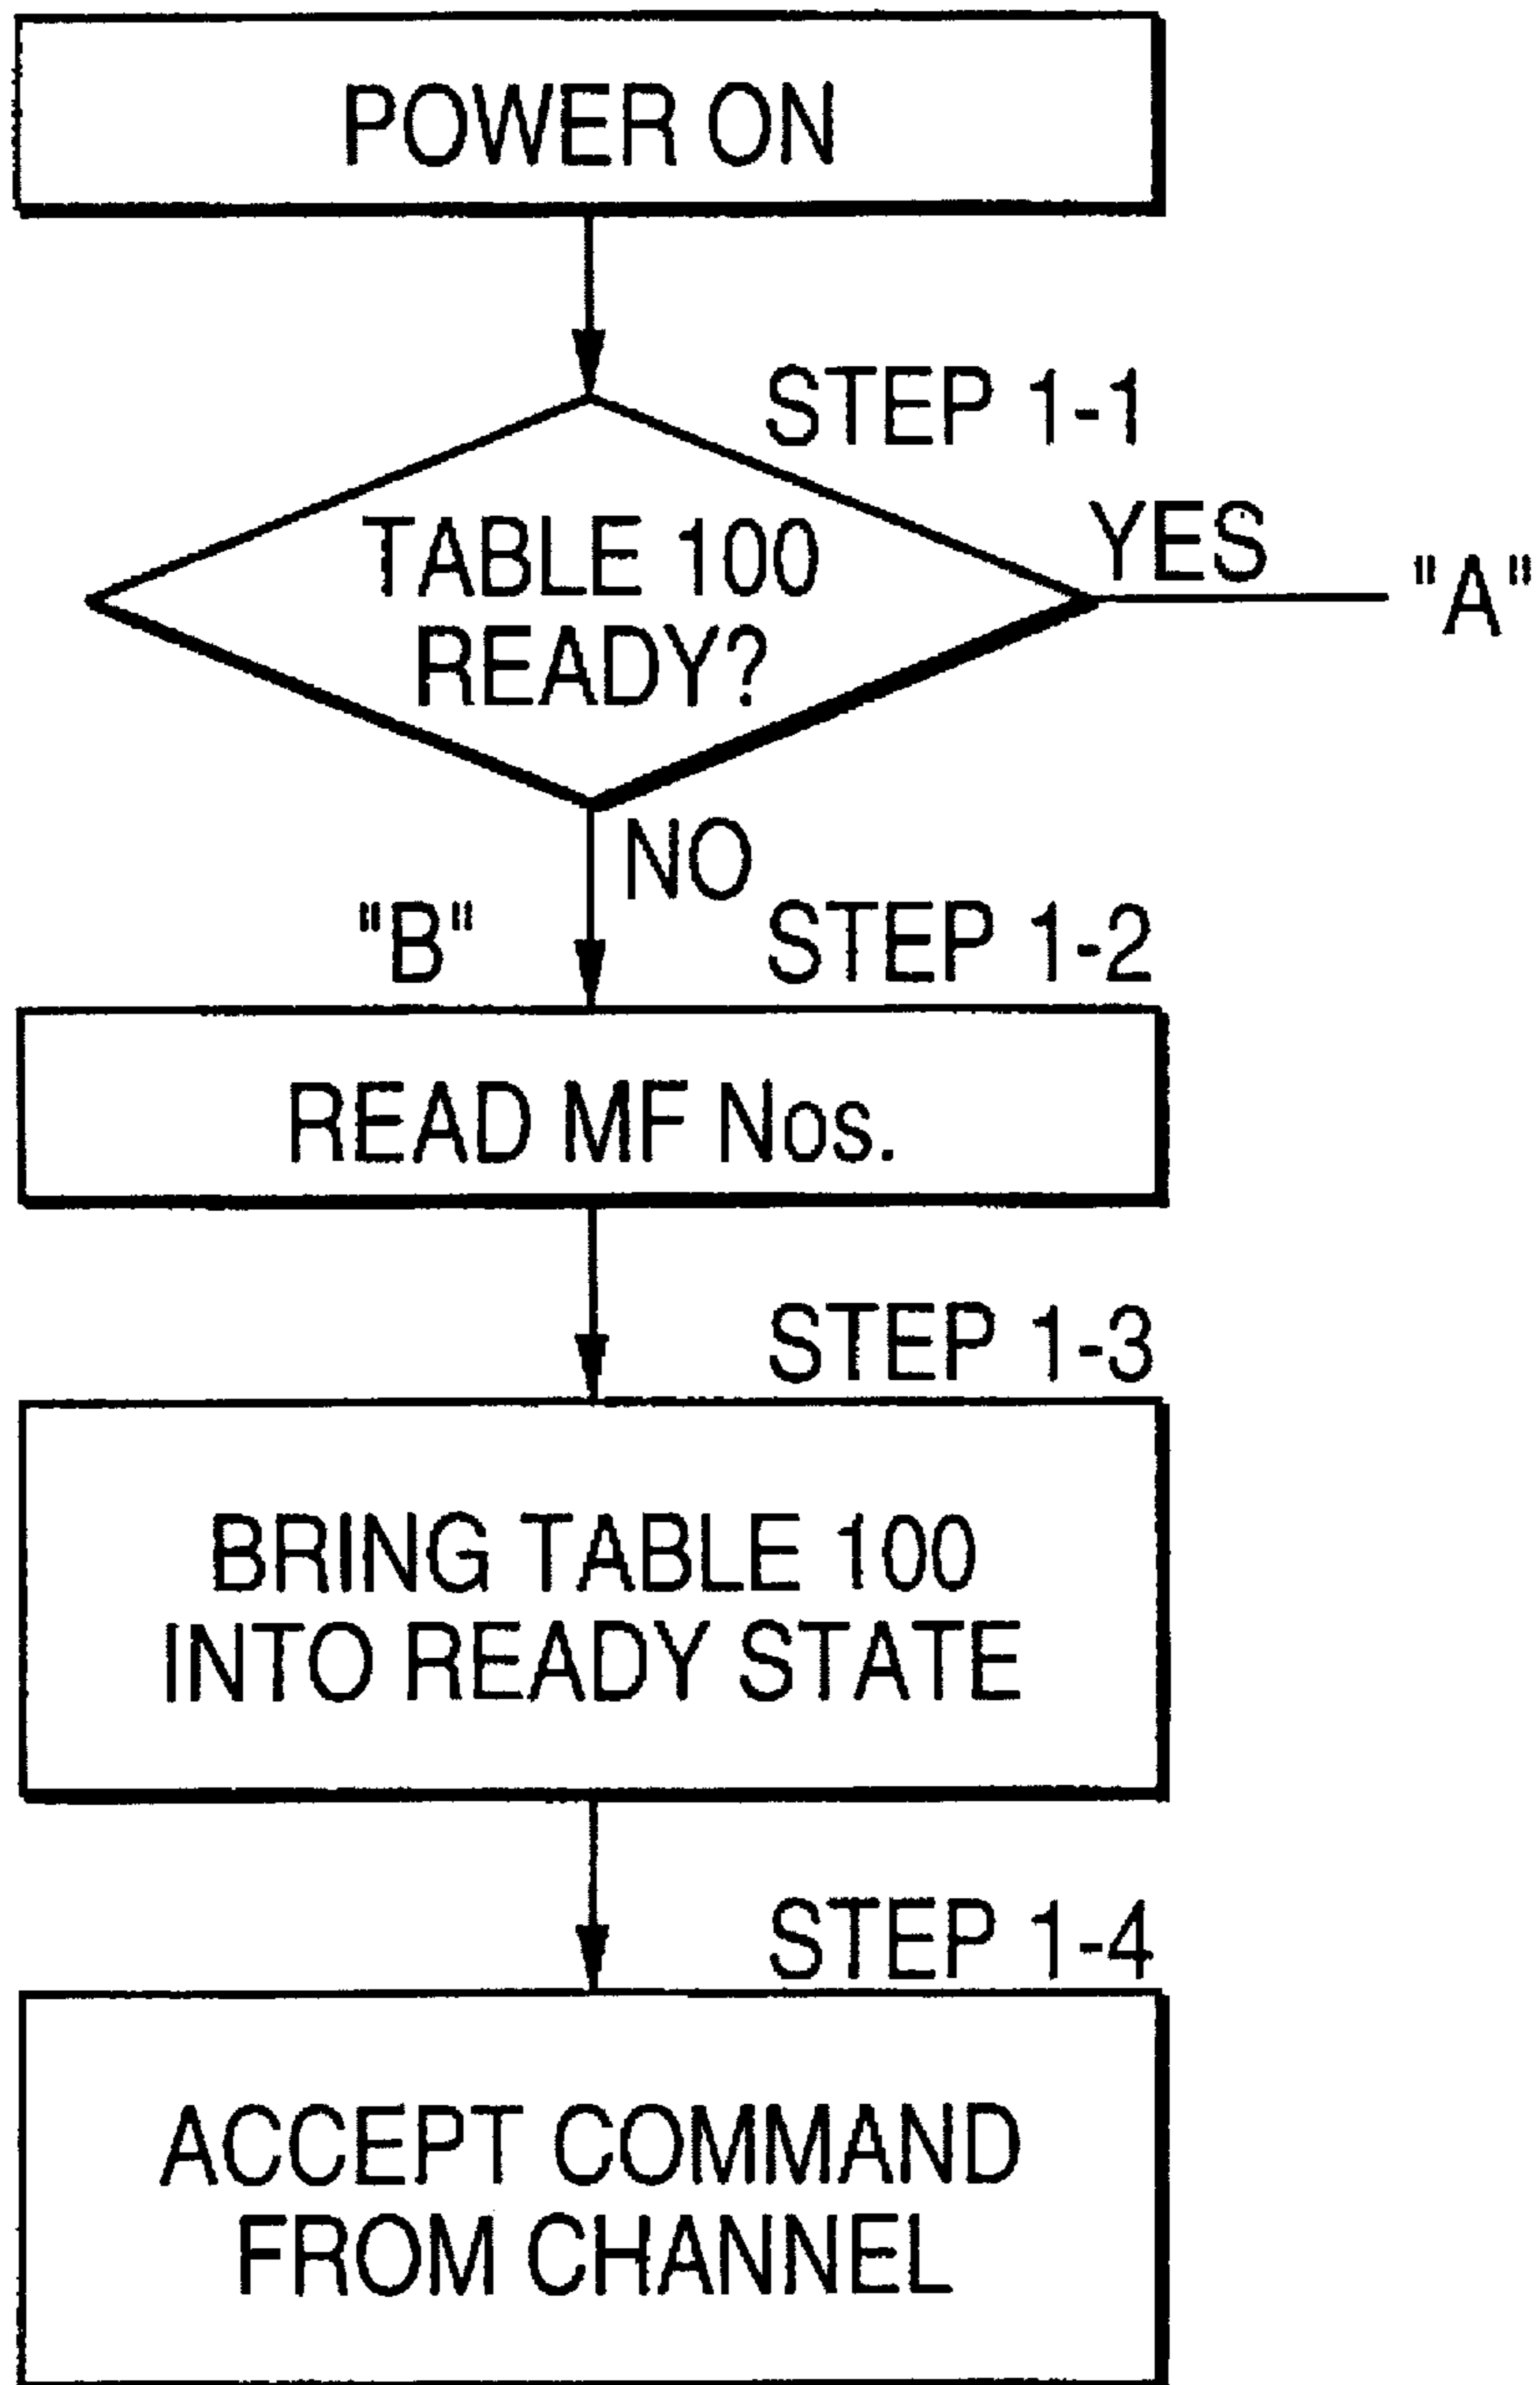 POWER ON
STEP 1-1
TABLE 100
READY?
YES
"A"
NO
"B"
STEP 1-2
READ MF Nos.
STEP 1-3
BRING TABLE 100
INTO READY STATE
STEP 1-4
ACCEPT COMMAND
FROM CHANNEL